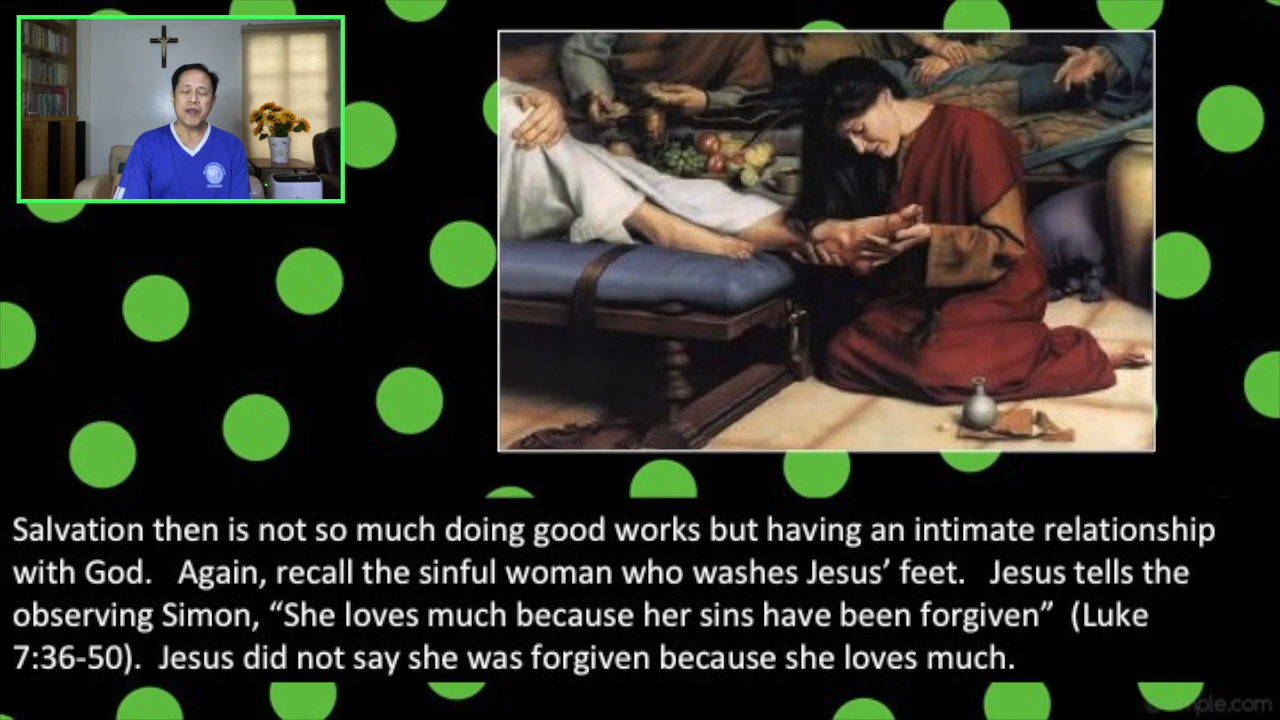 Salvation then is not so much doing good works but having an intimate relationship
with God. Again, recall the sinful woman who washes Jesus’ feet. Jesus tells the
observing Simon, “She loves much because her sins have been forgiven” (Luke
7:36-50). Jesus did not say she was forgiven because she loves much.